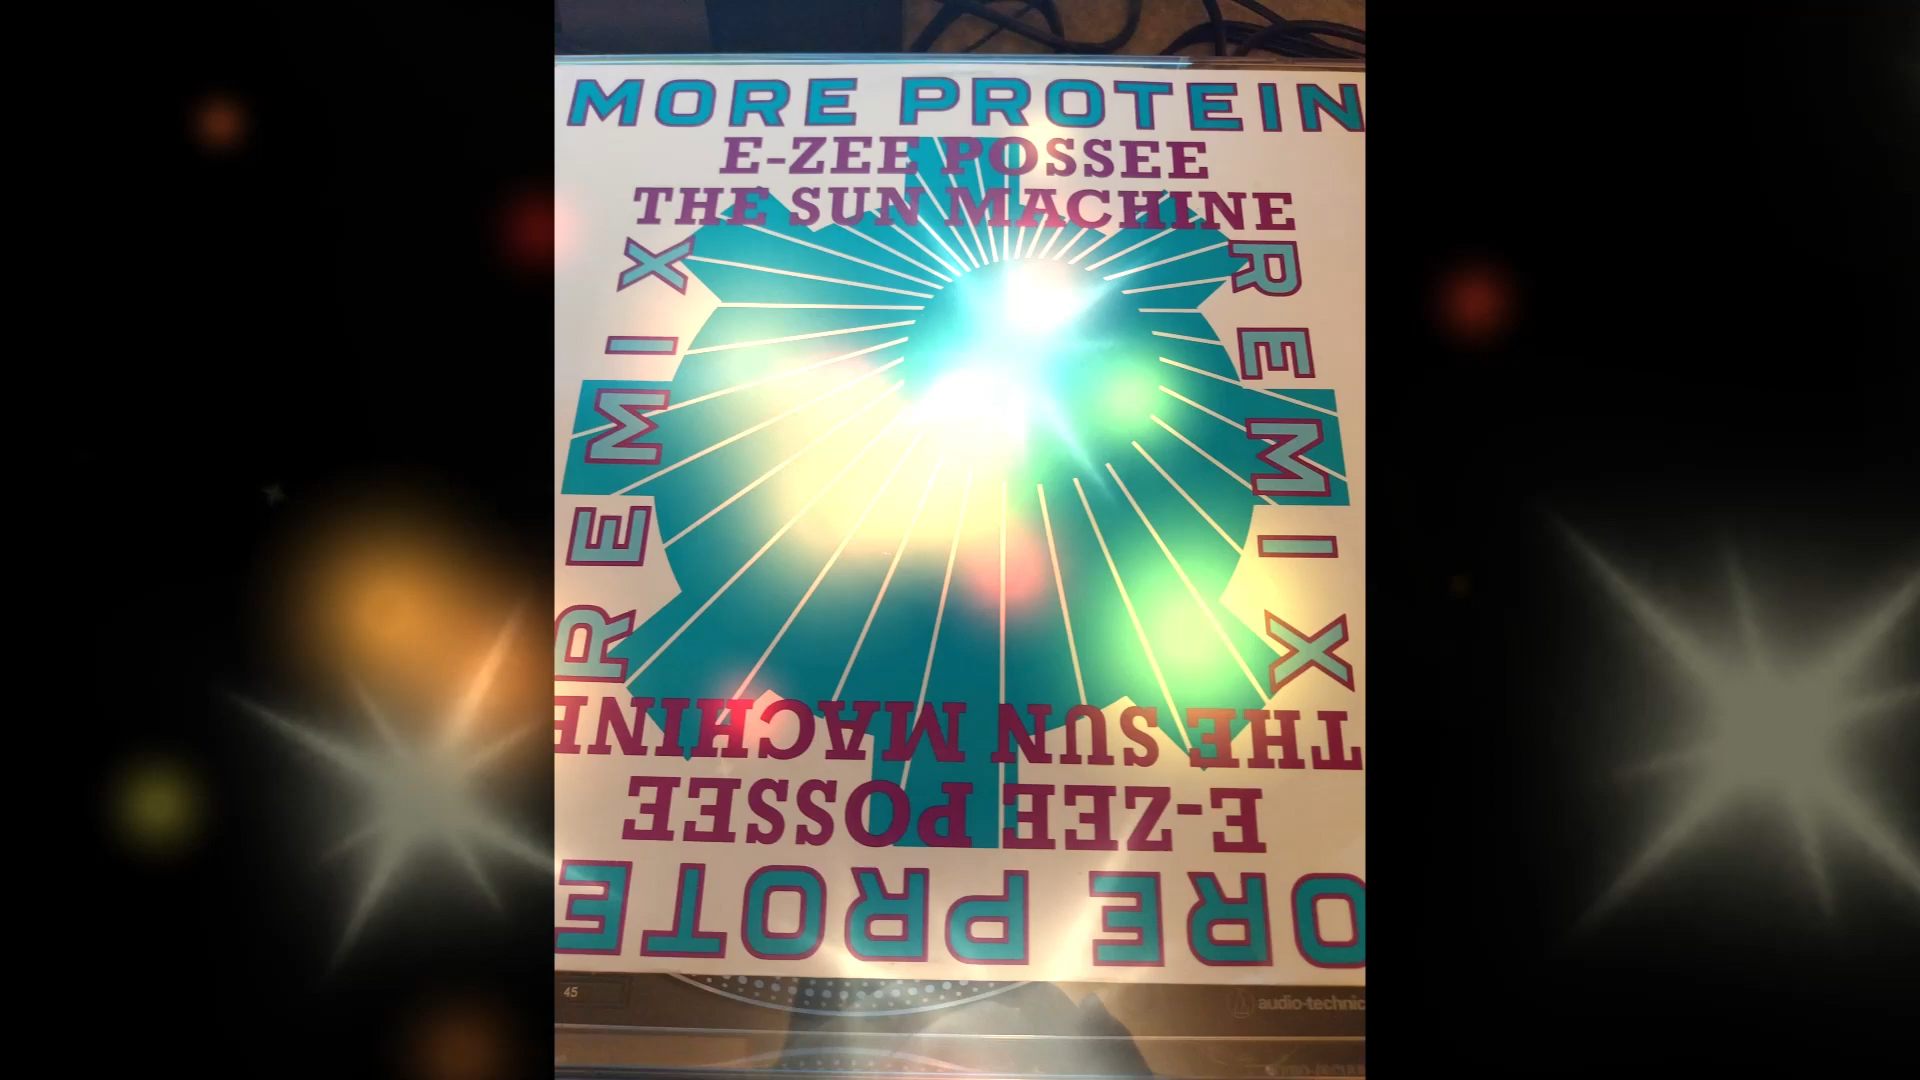 MORE PROTEIN
E-ZEE POSSEE
THE SUN MACHINE
REMIX
REMIX
THE SUN MACHINE
E-ZEE POSSEE
ORE PROTE
45
audio-technic